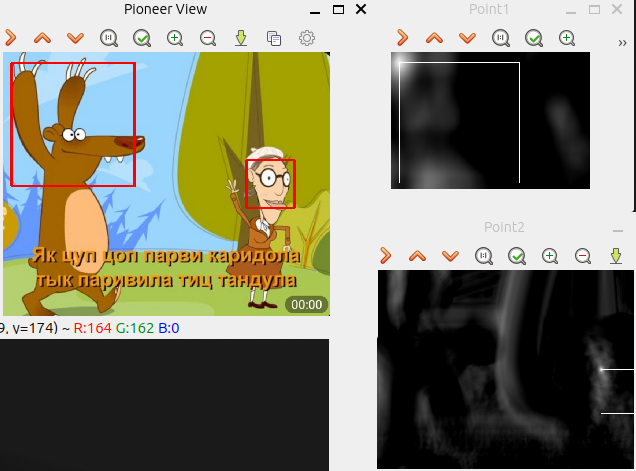 Pioneer View
Point1
Як цуп цоп парви каридола
тык паривила тиц тандула
00:00
9, y=174) ~ R:164 G:162 B:0
Point2